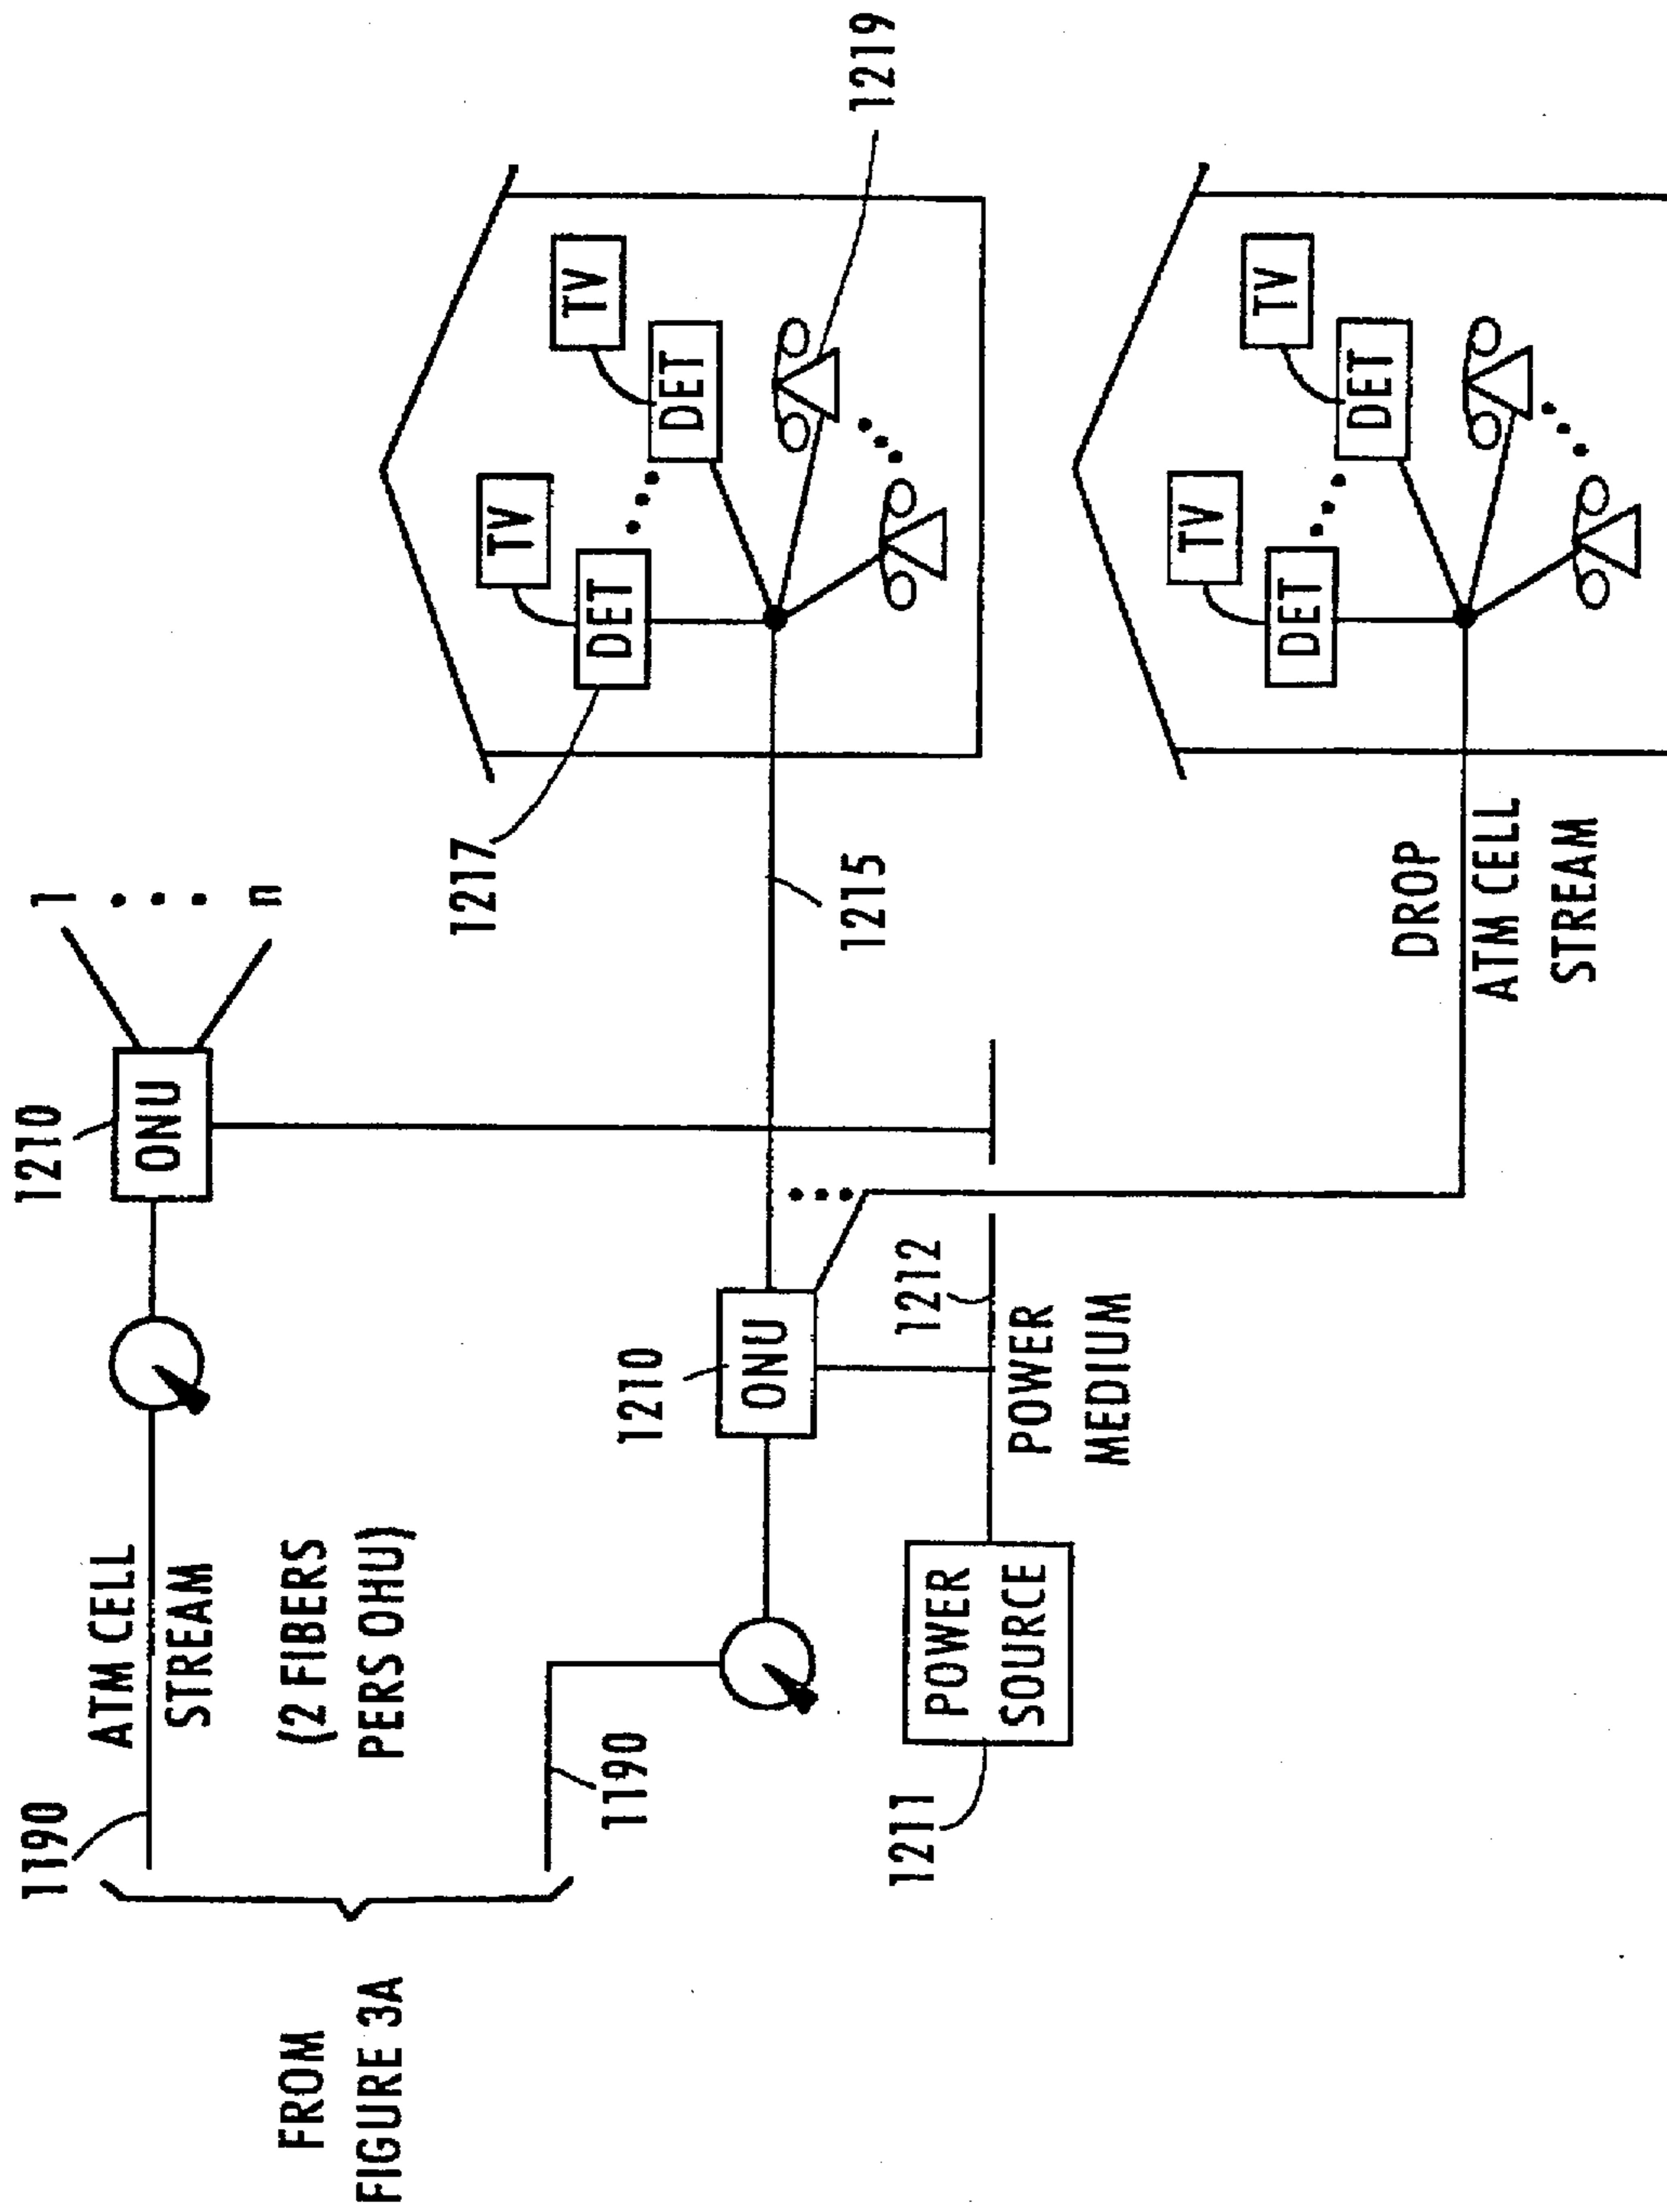 FROM
FIGURE 3A
1190
ATM CELL
STREAM
(2 FIBERS
PERS OHU)
1190
1210
ONU
1
n
1210
ONU
1211
POWER
SOURCE
1212
POWER
MEDIUM
1217
1215
DET
TV
DET
TV
1219
DROP
ATM CELL
STREAM
DET
TV
DET
TV